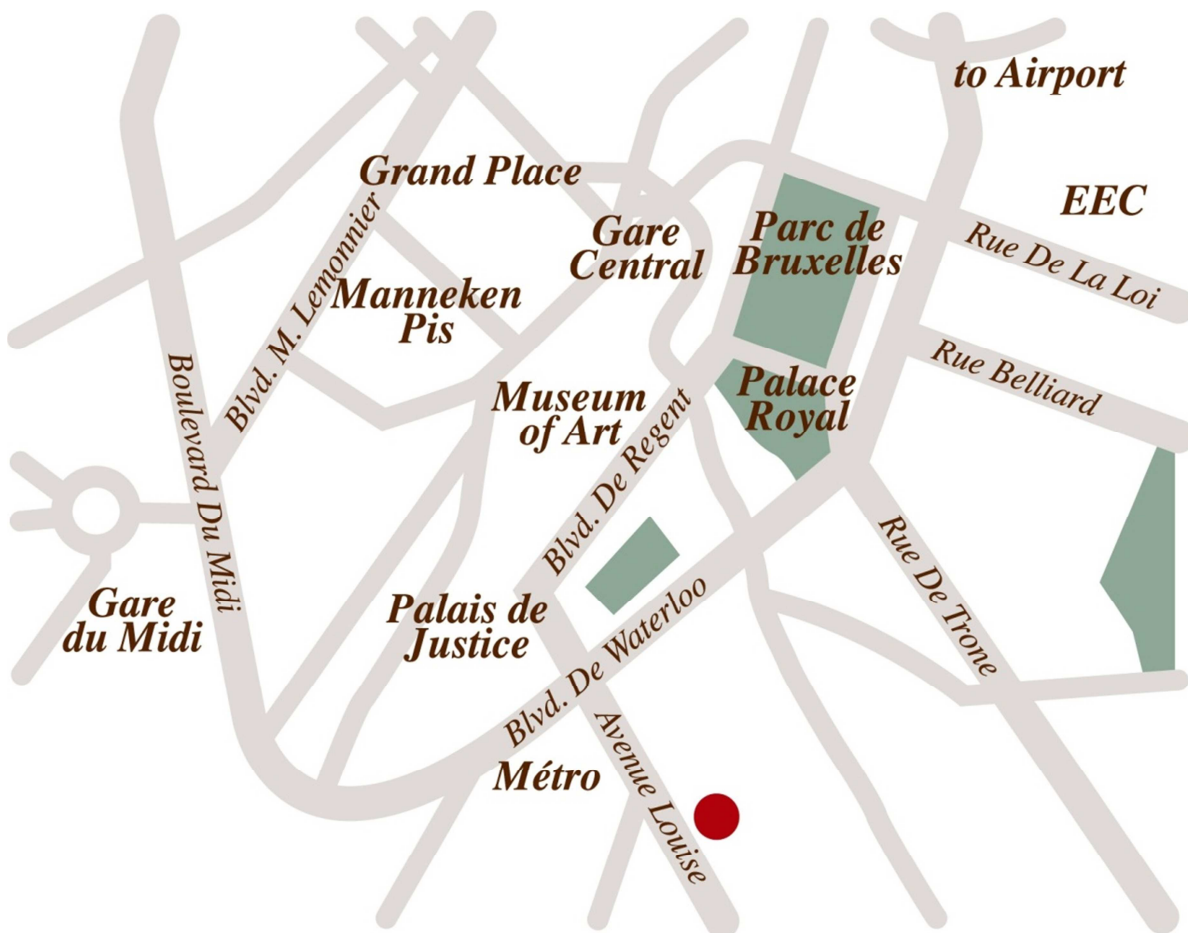 to Airport
Grand Place
EEC
Gare
Central
Parc de
Bruxelles
Rue De La Loi
Blvd. M. Lemonnier
Manneken
Pis
Boulevard Du Midi
Rue Belliard
Museum
of Art
Palace
Royal
Blvd. De Regent
Rue De Trone
Gare
du Midi
Palais de
Justice
Blvd. De Waterloo
Métro
Avenue Louise